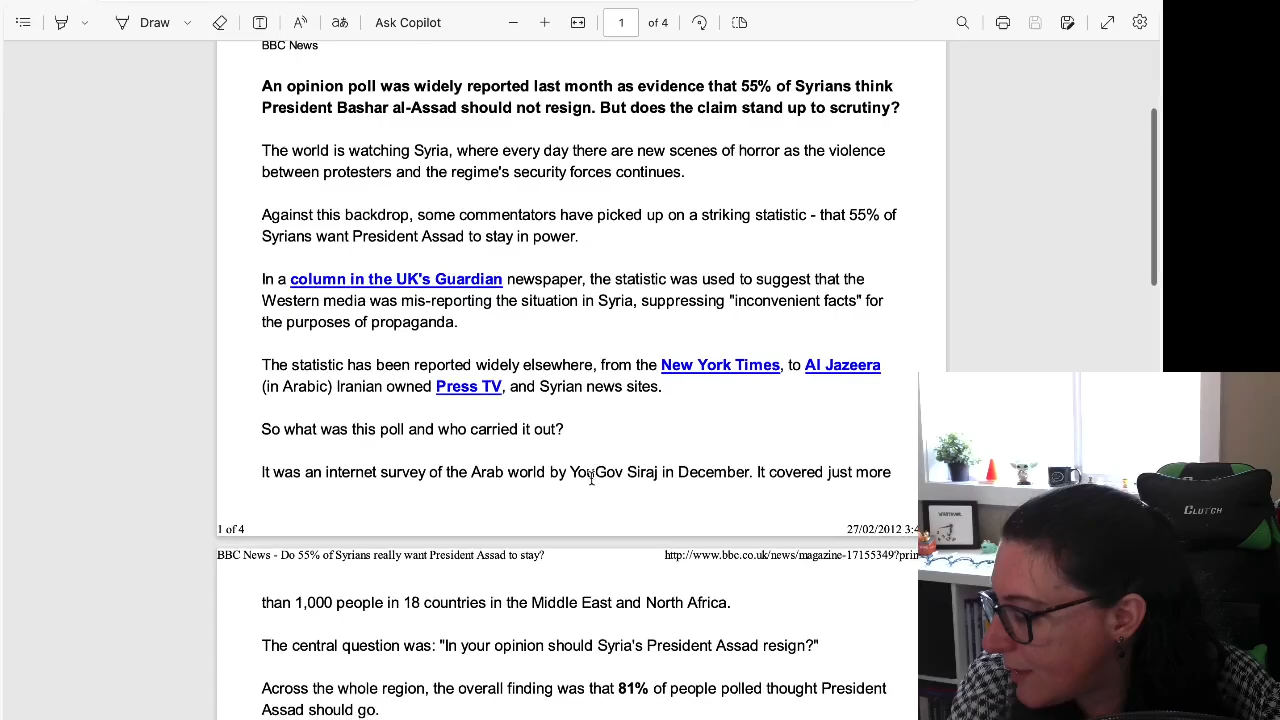 Draw
Ask Copilot
1 of 4
BBC News
An opinion poll was widely reported last month as evidence that 55% of Syrians think
President Bashar al-Assad should not resign. But does the claim stand up to scrutiny?
The world is watching Syria, where every day there are new scenes of horror as the violence
between protesters and the regime's security forces continues.
Against this backdrop, some commentators have picked up on a striking statistic - that 55% of
Syrians want President Assad to stay in power.
In a column in the UK's Guardian newspaper, the statistic was used to suggest that the
Western media was mis-reporting the situation in Syria, suppressing "inconvenient facts" for
the purposes of propaganda.
The statistic has been reported widely elsewhere, from the New York Times, to Al Jazeera
(in Arabic) Iranian owned Press TV, and Syrian news sites.
So what was this poll and who carried it out?
It was an internet survey of the Arab world by YouGov Siraj in December. It covered just more
1 of 4
27/02/2012 3:4
BBC News - Do 55% of Syrians really want President Assad to stay?
http://www.bbc.co.uk/news/magazine-17155349?prin
than 1,000 people in 18 countries in the Middle East and North Africa.
The central question was: "In your opinion should Syria's President Assad resign?"
Across the whole region, the overall finding was that 81% of people polled thought President
Assad should go.
CLUTCH